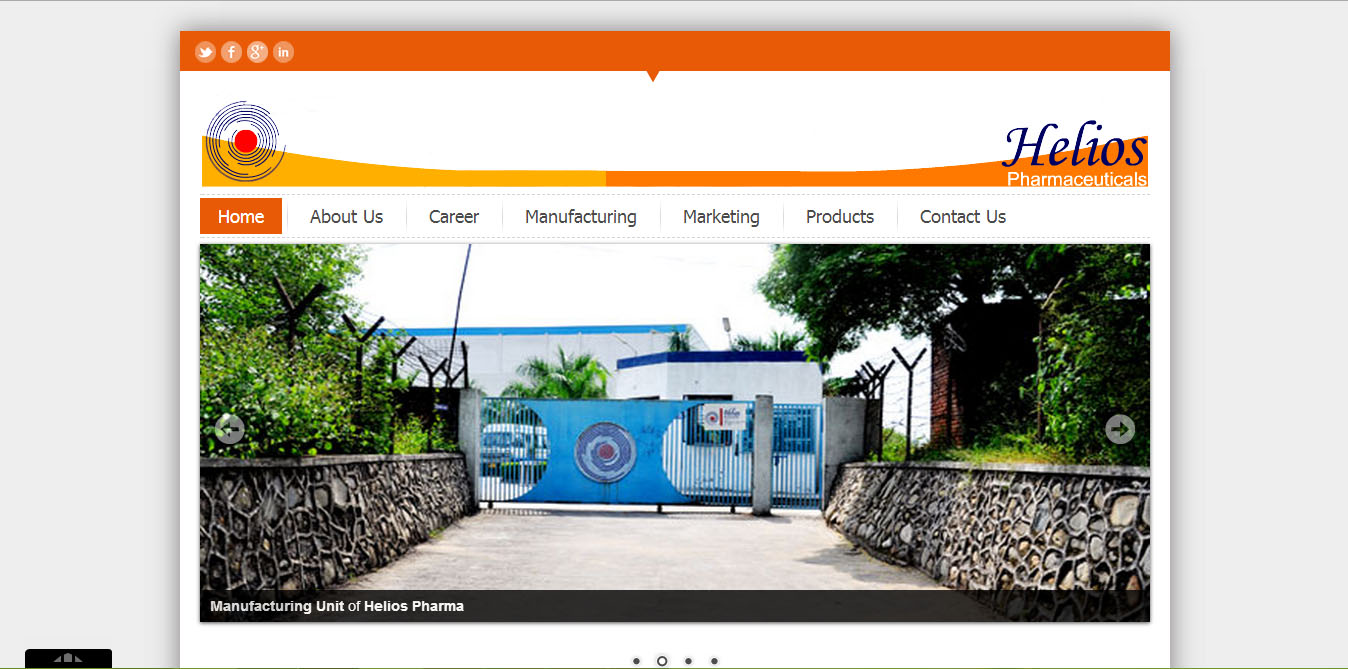 Helios
Pharmaceuticals
Home About Us Career Manufacturing Marketing Products Contact Us
Manufacturing Unit of Helios Pharma